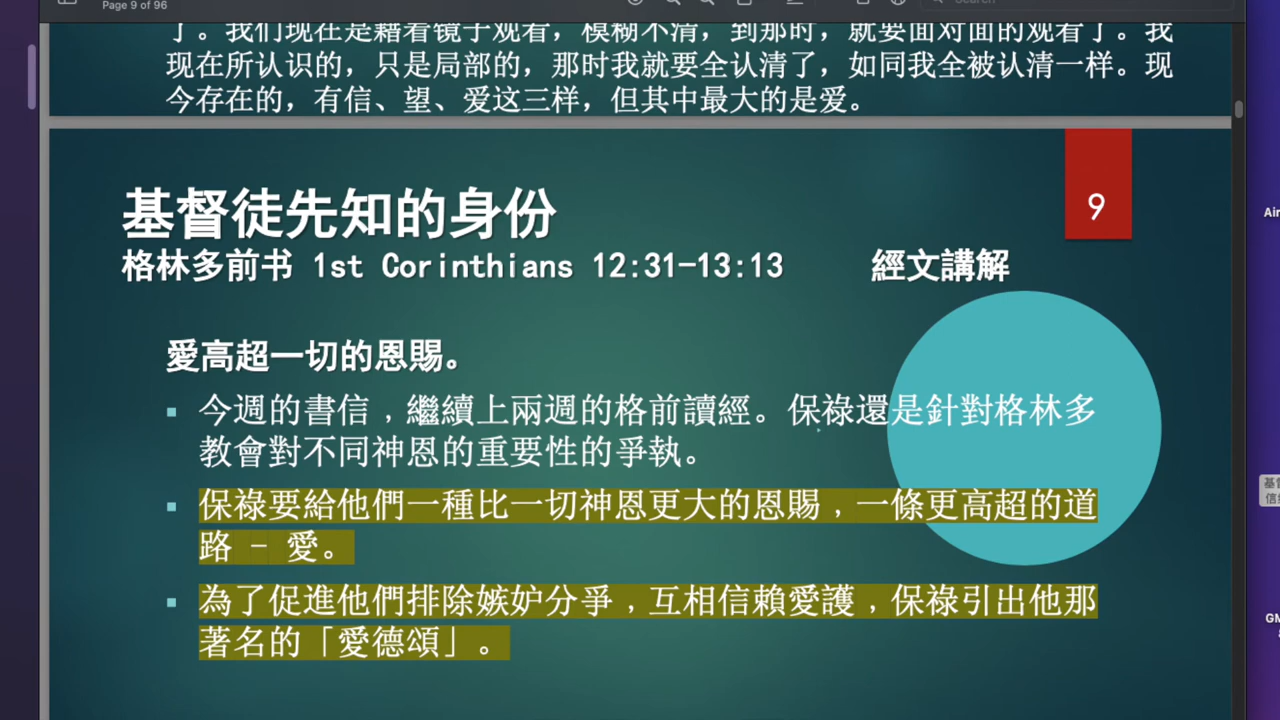 Page 9 of 96
Search
了。我们现在是藉着镜子观看，模糊不清，到那时，就要面对面的观看了。我
现在所认识的，只是局部的，那时我就要全认清了，如同我全被认清一样。现
今存在的，有信、望、爱这三样，但其中最大的是爱。
9
基督徒先知的身份
格林多前书 1st Corinthians 12:31-13:13 經文講解
愛高超一切的恩賜。
▪ 今週的書信，繼續上兩週的格前讀經。保祿還是針對格林多
教會對不同神恩的重要性的爭執。
▪ 保祿要給他們一種比一切神恩更大的恩賜，一條更高超的道
路 - 愛。
▪ 為了促進他們排除嫉妒分爭，互相信賴愛護，保祿引出他那
著名的「愛德頌」。